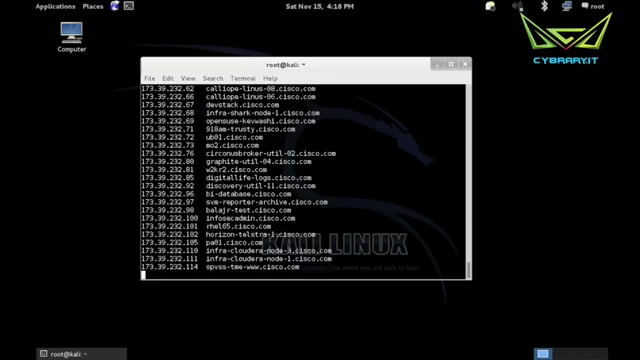 Applications Places Sat Nov 15, 4:18 PM root
Computer
CYBRARY.IT
root@kali: ~
File Edit View Search Terminal Help
173.39.232.62 calliope-linus-08.cisco.com
173.39.232.66 calliope-linus-06.cisco.com
173.39.232.67 devstack.cisco.com
173.39.232.68 infra-shark-node-1.cisco.com
173.39.232.69 opensuse-kevwashi.cisco.com
173.39.232.71 918am-trusty.cisco.com
173.39.232.72 ub01.cisco.com
173.39.232.73 mo2.cisco.com
173.39.232.76 circonusbroker-util-02.cisco.com
173.39.232.80 graphite-util-04.cisco.com
173.39.232.81 w2kr2.cisco.com
173.39.232.85 digitallife-logs.cisco.com
173.39.232.92 discovery-util-11.cisco.com
173.39.232.96 bi-database.cisco.com
173.39.232.97 svm-reporter-archive.cisco.com
173.39.232.98 balajr-test.cisco.com
173.39.232.100 infosecadmin.cisco.com
173.39.232.101 rhel65.cisco.com
173.39.232.102 horizon-telstra-1.cisco.com
173.39.232.105 pa01.cisco.com
173.39.232.110 infra-cloudera-node-3.cisco.com
173.39.232.111 infra-cloudera-node-1.cisco.com
173.39.232.114 spvss-tme-www.cisco.com
KALI LINUX
root@kali: ~